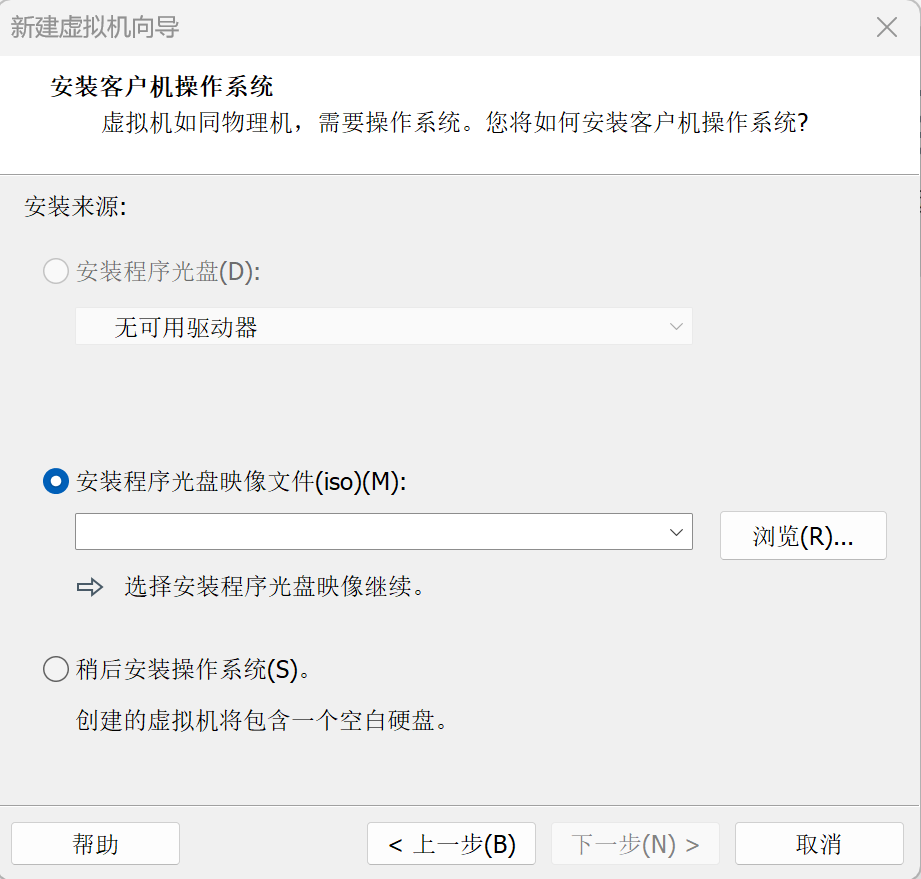 新建虚拟机向导
安装客户机操作系统
虚拟机如同物理机，需要操作系统。您将如何安装客户机操作系统?
安装来源:
安装程序光盘(D):
无可用驱动器
安装程序光盘映像文件(iso)(M):
浏览(R)...
选择安装程序光盘映像继续。
稍后安装操作系统(S)。
创建的虚拟机将包含一个空白硬盘。
帮助
< 上一步(B)
下一步(N) >
取消